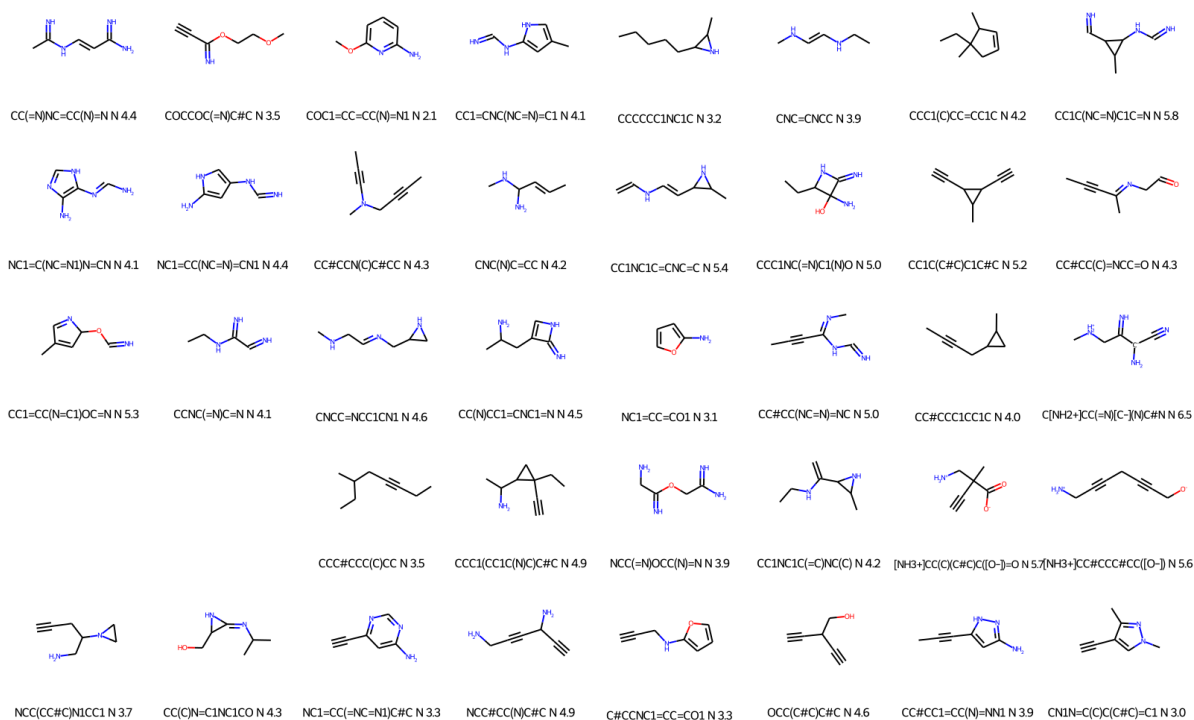 CC(=N)NC=CC(N)=N N 4.4
COCCOC(=N)C#C N 3.5
COC1=CC=CC(N)=N1 N 2.1
CC1=CNC(NC=N)=C1 N 4.1
CCCCCC1NC1C N 3.2
CNC=CNCC N 3.9
CCC1(C)CC=CC1C N 4.2
CC1C(NC=N)C1C=N N 5.8
NC1=C(NC=N1)N=CN N 4.1
NC1=CC(NC=N)=CN1 N 4.4
CC#CCN(C)C#CC N 4.3
CNC(N)C=CC N 4.2
CC1NC1C=CNC=C N 5.4
CCC1NC(=N)C1(N)O N 5.0
CC1C(C#C)C1C#C N 5.2
CC#CC(C)=NCC=O N 4.3
CC1=CC(N=C1)OC=N N 5.3
CCNC(=N)C=N N 4.1
CNCC=NCC1CN1 N 4.6
CC(N)CC1=CNC1=N N 4.5
NC1=CC=CO1 N 3.1
CC#CC(NC=N)=NC N 5.0
CC#CCC1CC1C N 4.0
C[NH2+]CC(=N)[C-](N)C#N N 6.5
CCC#CCC(C)CC N 3.5
CCC1(CC1C(N)C)C#C N 4.9
NCC(=N)OCC(N)=N N 3.9
CC1NC1C(=C)NC(C) N 4.2
[NH3+]CC(C)(C#C)C([O-])=O N 5.7
[NH3+]CC#CCC#CC([O-]) N 5.6
NCC(CC#C)N1CC1 N 3.7
CC(C)N=C1NC1CO N 4.3
NC1=CC(=NC=N1)C#C N 3.3
NCC#CC(N)C#C N 4.9
C#CCNC1=CC=CO1 N 3.3
OCC(C#C)C#C N 4.6
CC#CC1=CC(N)=NN1 N 3.9
CN1N=C(C)C(C#C)=C1 N 3.0